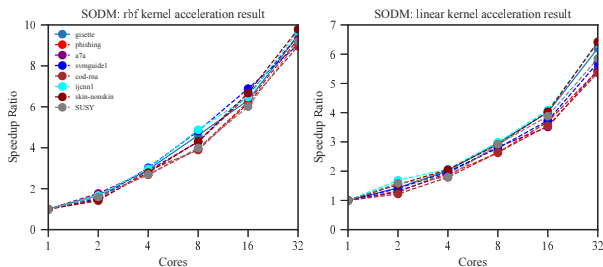 SODM: rbf kernel acceleration result
10
8
6
4
2
0
Speedup Ratio
gisette
phishing
a7a
svmguide1
cod-rna
ijcnn1
skin-nonskin
SUSY
1 2 4 8 16 32
Cores
SODM: linear kernel acceleration result
7
6
5
4
3
2
1
0
Speedup Ratio
1 2 4 8 16 32
Cores